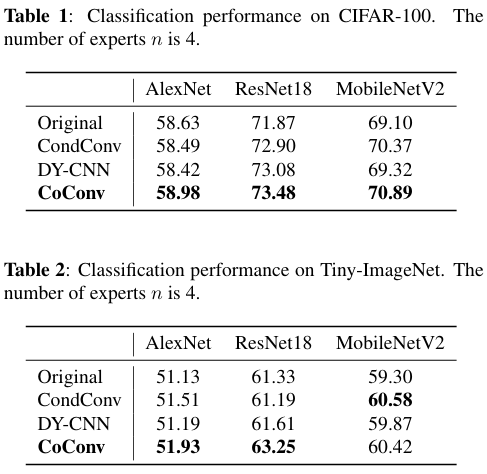 Table 1: Classification performance on CIFAR-100. The
number of experts n is 4.
AlexNet ResNet18 MobileNetV2
Original 58.63 71.87 69.10
CondConv 58.49 72.90 70.37
DY-CNN 58.42 73.08 69.32
CoConv 58.98 73.48 70.89
Table 2: Classification performance on Tiny-ImageNet. The
number of experts n is 4.
AlexNet ResNet18 MobileNetV2
Original 51.13 61.33 59.30
CondConv 51.51 61.19 60.58
DY-CNN 51.19 61.61 59.87
CoConv 51.93 63.25 60.42